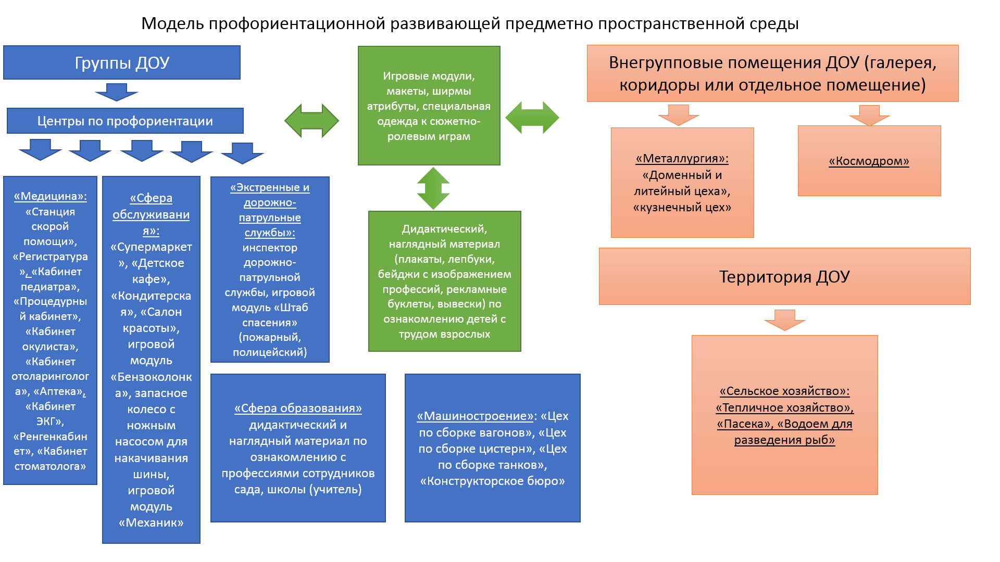 Модель профориентационной развивающей предметно пространственной среды
Группы ДОУ
Центры по профориентации
«Медицина»:
«Станция
скорой
помощи»,
«Регистратура
», «Кабинет
педиатра»,
«Процедурны
й кабинет»,
«Кабинет
окулиста»,
«Кабинет
отоларинголог
а», «Аптека»,
«Кабинет
ЭКГ»,
«Ренгенкабин
ет», «Кабинет
стоматолога»
«Сфера
обслуживани
я»:
«Супермаркет
», «Детское
кафе»,
«Кондитерска
я», «Салон
красоты»,
игровой
модуль
«Бензоколонк
а», запасное
колесо с
ножным
насосом для
накачивания
шины,
игровой
модуль
«Механик»
«Экстренные и
дорожно-
патрульные
службы»:
инспектор
дорожно-
патрульной
службы, игровой
модуль «Штаб
спасения»
(пожарный,
полицейский)
«Сфера образования»
дидактический и
наглядный материал по
ознакомлению с
профессиями сотрудников
сада, школы (учитель)
«Машиностроение»: «Цех
по сборке вагонов», «Цех
по сборке цистерн», «Цех
по сборке танков»,
«Конструкторское бюро»
Игровые модули,
макеты, ширмы
атрибуты, специальная
одежда к сюжетно-
ролевым играм
Дидактический,
наглядный материал
(плакаты, лепбуки,
бейджи с изображением
профессий, рекламные
буклеты, вывески) по
ознакомлению детей с
трудом взрослых
Внегрупповые помещения ДОУ (галерея,
коридоры или отдельное помещение)
«Металлургия»:
«Доменный и
литейный цеха»,
«кузнечный цех»
«Космодром»
Территория ДОУ
«Сельское хозяйство»:
«Тепличное хозяйство»,
«Пасека», «Водоем для
разведения рыб»